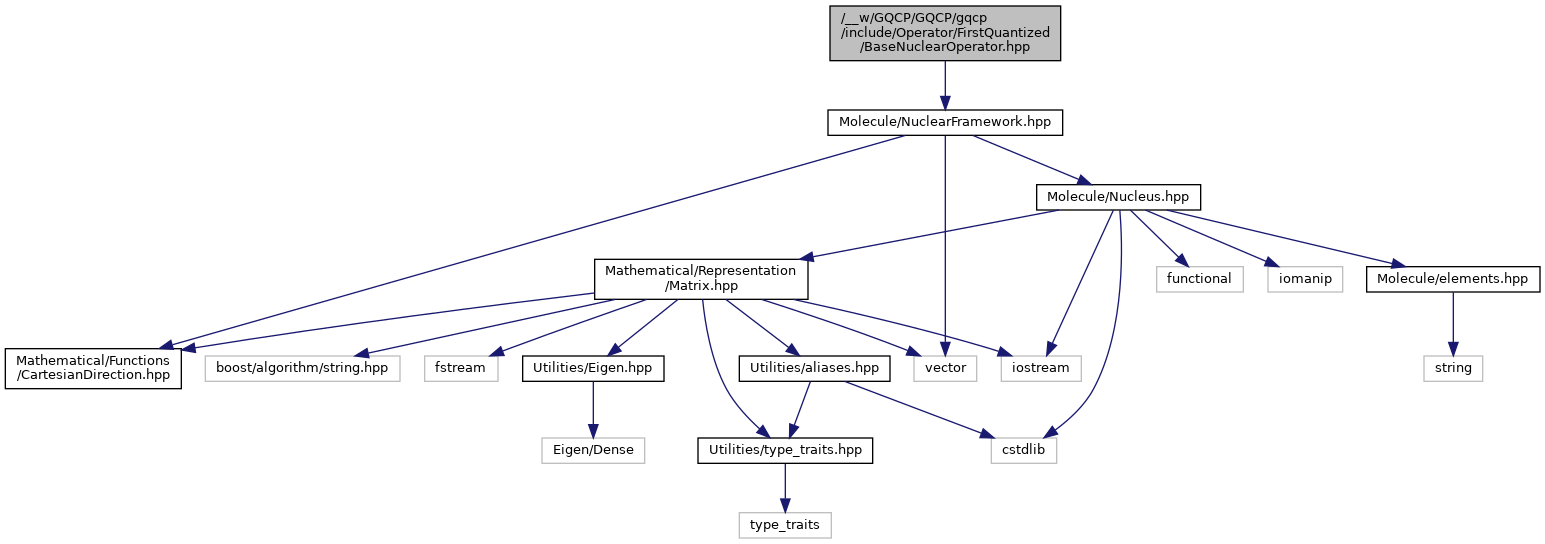 /__w/GQCP/GQCP/gqcp
/include/Operator/FirstQuantized
/BaseNuclearOperator.hpp
Molecule/NuclearFramework.hpp
Molecule/Nucleus.hpp
Mathematical/Representation
/Matrix.hpp
functional
iomanip
Molecule/elements.hpp
Mathematical/Functions
/CartesianDirection.hpp
boost/algorithm/string.hpp
fstream
Utilities/Eigen.hpp
Utilities/aliases.hpp
vector
iostream
string
Eigen/Dense
Utilities/type_traits.hpp
cstdlib
type_traits